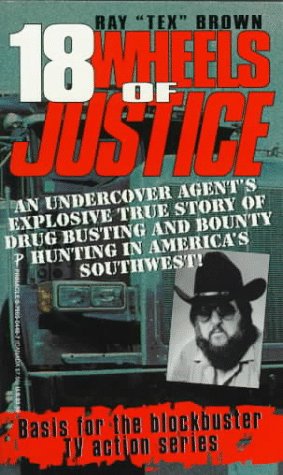 RAY "TEX" BROWN
18 WHEELS
OF
JUSTICE
AN UNDERCOVER AGENT'S
EXPLOSIVE TRUE STORY OF
DRUG BUSTING AND BOUNTY
HUNTING IN AMERICA'S
SOUTHWEST!
Basis for the blockbuster
TV action series